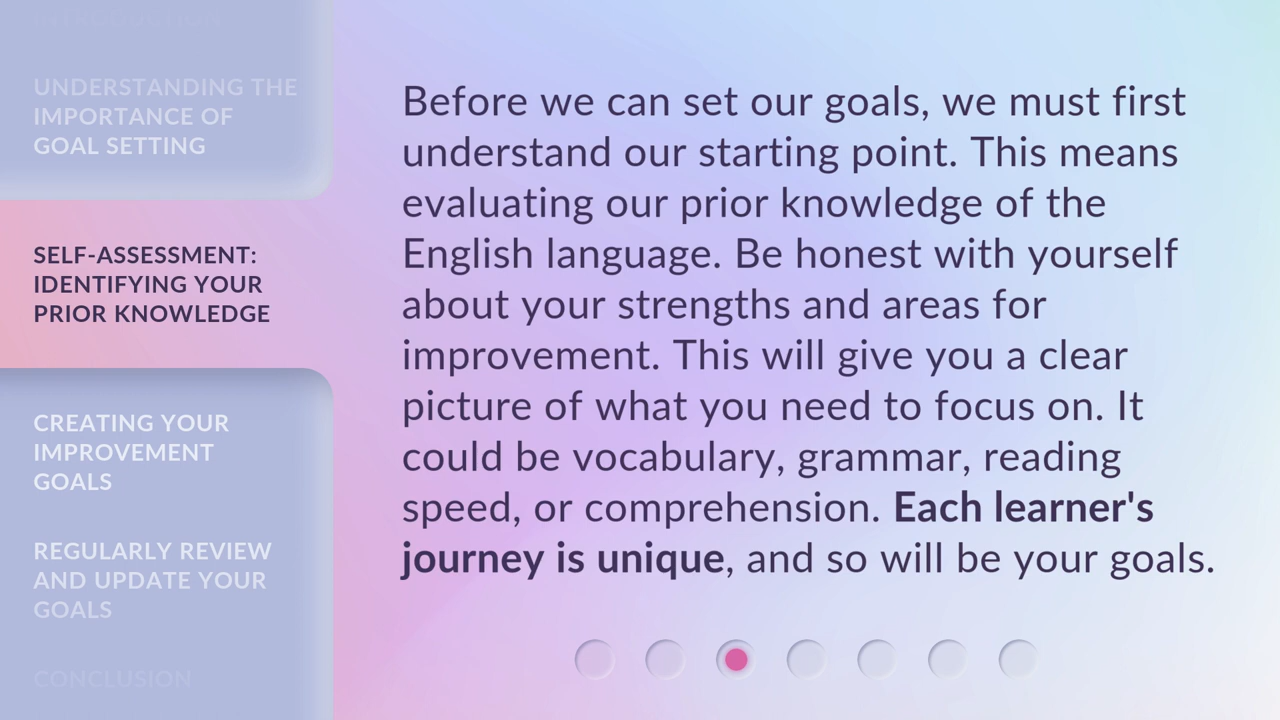 INTRODUCTION
UNDERSTANDING THE
IMPORTANCE OF
GOAL SETTING
SELF-ASSESSMENT:
IDENTIFYING YOUR
PRIOR KNOWLEDGE
CREATING YOUR
IMPROVEMENT
GOALS
REGULARLY REVIEW
AND UPDATE YOUR
GOALS
CONCLUSION
Before we can set our goals, we must first
understand our starting point. This means
evaluating our prior knowledge of the
English language. Be honest with yourself
about your strengths and areas for
improvement. This will give you a clear
picture of what you need to focus on. It
could be vocabulary, grammar, reading
speed, or comprehension. Each learner's
journey is unique, and so will be your goals.